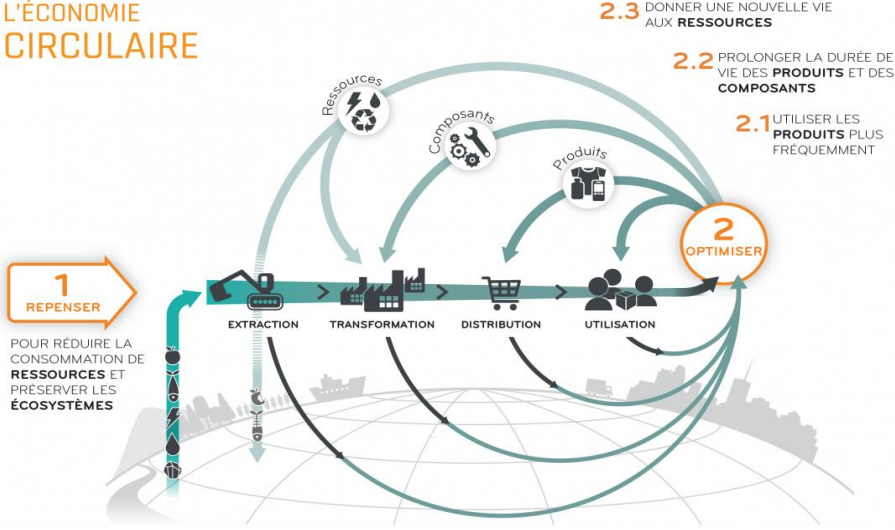 L'ÉCONOMIE
CIRCULAIRE
2.3 DONNER UNE NOUVELLE VIE
AUX RESSOURCES
2.2 PROLONGER LA DURÉE DE
VIE DES PRODUITS ET DES
COMPOSANTS
2.1 UTILISER LES
PRODUITS PLUS
FRÉQUEMMENT
Ressources
Composants
Produits
2
OPTIMISER
1
REPENSER
POUR RÉDUIRE LA
CONSOMMATION DE
RESSOURCES ET
PRÉSERVER LES
ÉCOSYSTÈMES
EXTRACTION
TRANSFORMATION
DISTRIBUTION
UTILISATION